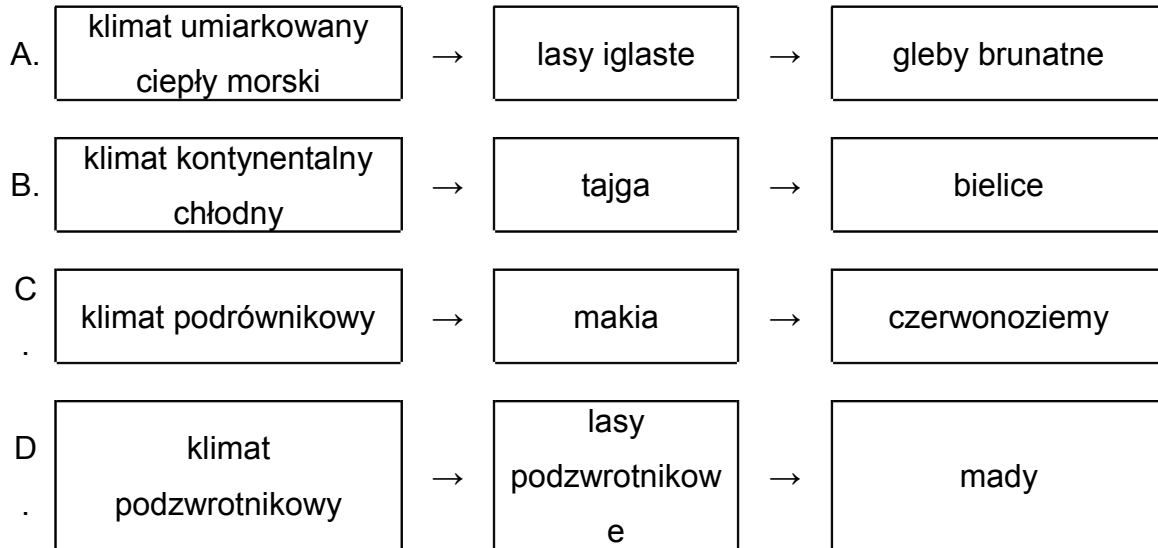 A. klimat umiarkowany ciepły morski → lasy iglaste → gleby brunatne
B. klimat kontynentalny chłodny → tajga → bielice
C. klimat podrównikowy → makia → czerwonoziemy
D. klimat podzwrotnikowy → lasy podzwrotnikowe → mady